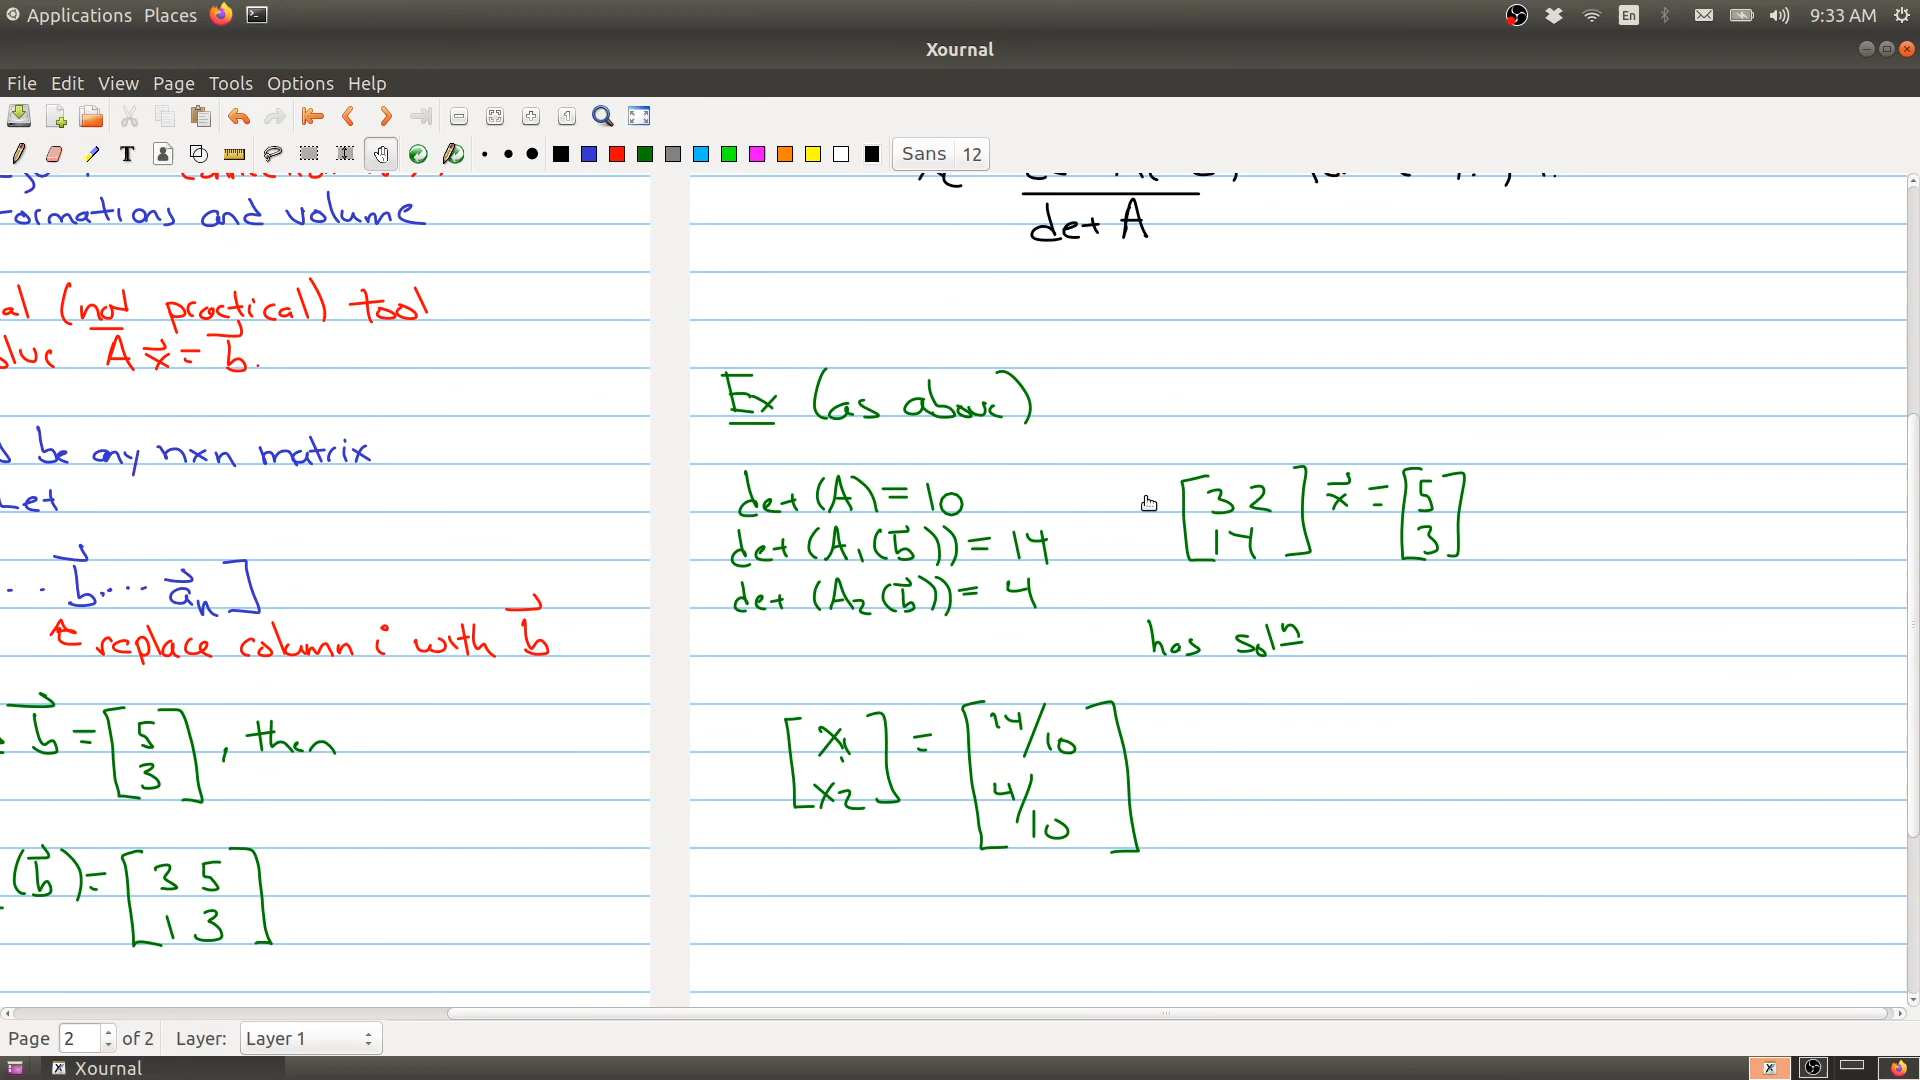 Applications Places En 9:33 AM
Xournal
File Edit View Page Tools Options Help
Sans 12
formations and volume
al (not practical) tool
olve A x⃗ = b⃗.
be any nxn matrix
Let
... b⃗ ... a⃗n ]
↑ replace column i with b⃗
b⃗ = [ 5
3 ] , then
(b⃗) = [ 3 5
1 3 ]
det A
Ex (as above)
det (A) = 10
det (A1(b⃗)) = 14
det (A2(b⃗)) = 4
[ 3 2
1 4 ] x⃗ = [ 5
3 ]
has soln
[ x1
x2 ] = [ 14/10
4/10 ]
Page 2 of 2 Layer: Layer 1
Xournal